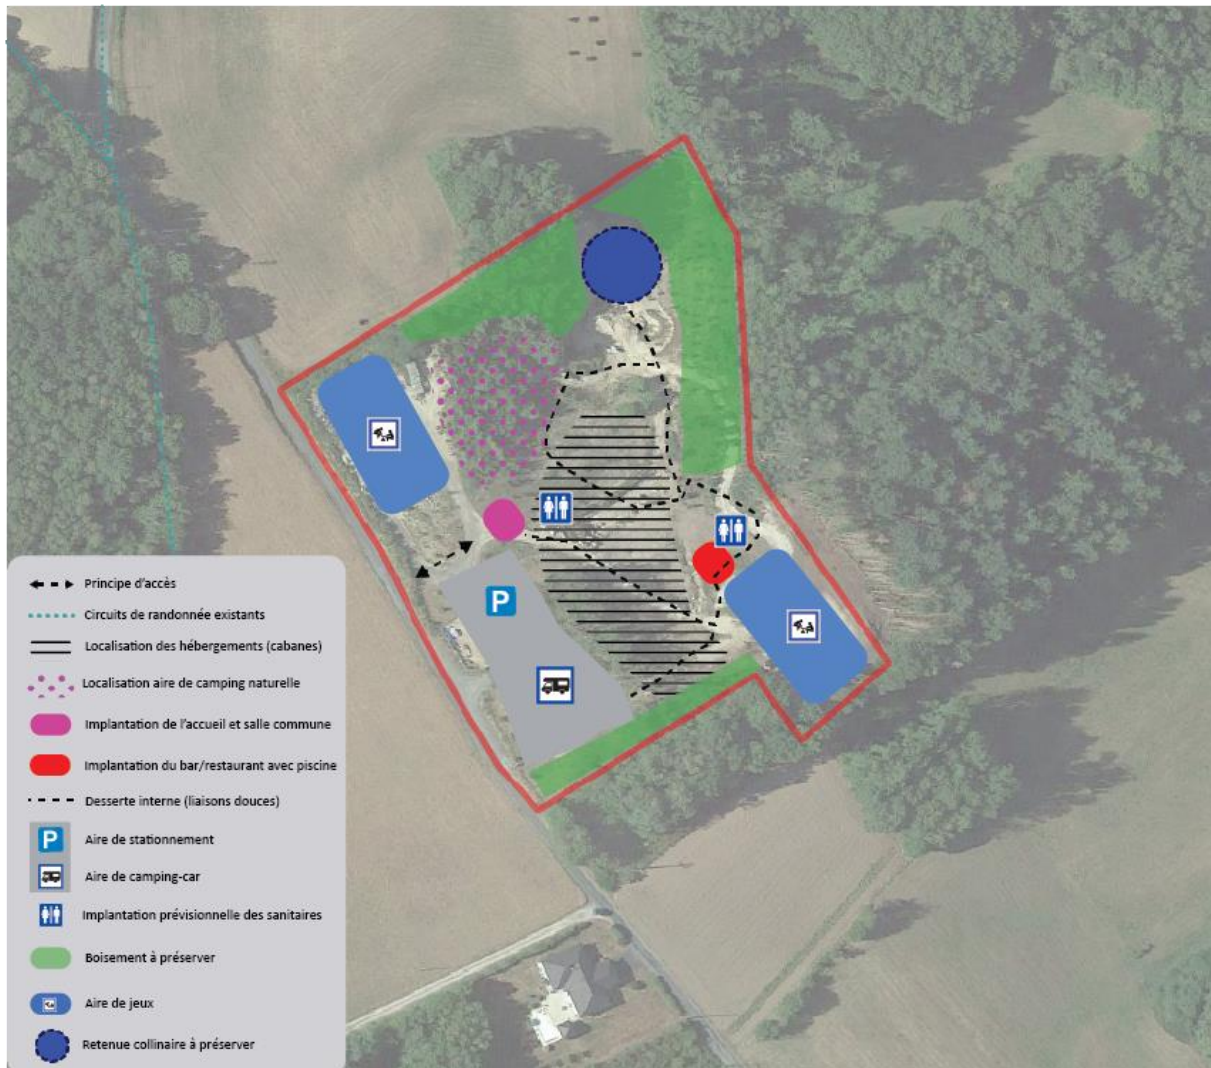 P
Principe d'accès
Circuits de randonnée existants
Localisation des hébergements (cabanes)
Localisation aire de camping naturelle
Implantation de l'accueil et salle commune
Implantation du bar/restaurant avec piscine
Desserte interne (liaisons douces)
P Aire de stationnement
Aire de camping-car
Implantation prévisionnelle des sanitaires
Boisement à préserver
Aire de jeux
Retenue collinaire à préserver